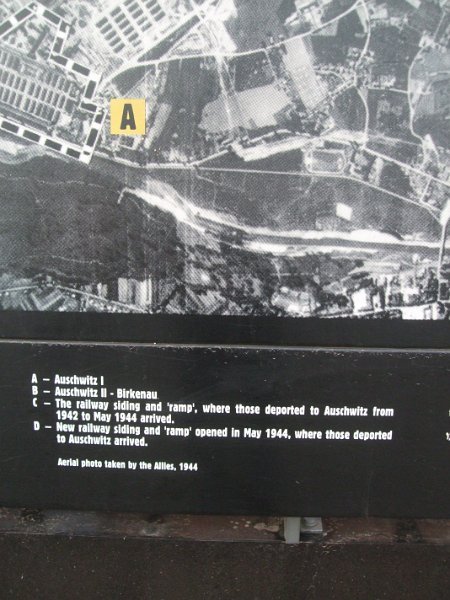 A
A – Auschwitz I
B – Auschwitz II - Birkenau
C – The railway siding and 'ramp', where those deported to Auschwitz from
1942 to May 1944 arrived.
D – New railway siding and 'ramp' opened in May 1944, where those deported
to Auschwitz arrived.
Aerial photo taken by the Allies, 1944